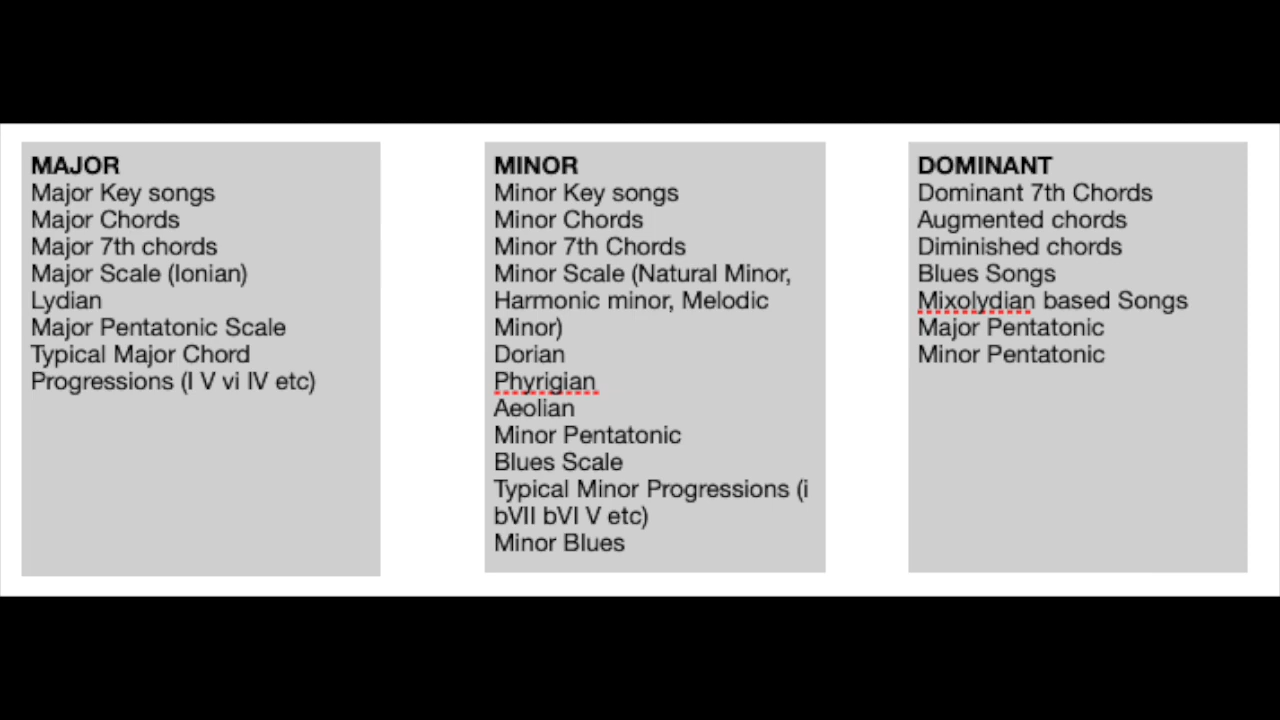 MAJOR
Major Key songs
Major Chords
Major 7th chords
Major Scale (Ionian)
Lydian
Major Pentatonic Scale
Typical Major Chord
Progressions (I V vi IV etc)
MINOR
Minor Key songs
Minor Chords
Minor 7th Chords
Minor Scale (Natural Minor,
Harmonic minor, Melodic
Minor)
Dorian
Phyrigian
Aeolian
Minor Pentatonic
Blues Scale
Typical Minor Progressions (i
bVII bVI V etc)
Minor Blues
DOMINANT
Dominant 7th Chords
Augmented chords
Diminished chords
Blues Songs
Mixolydian based Songs
Major Pentatonic
Minor Pentatonic